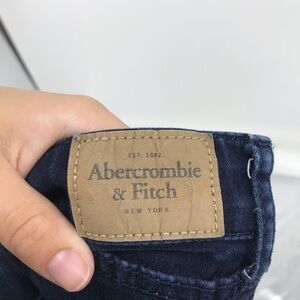 EST. 1892
Abercrombie
& Fitch
NEW YORK